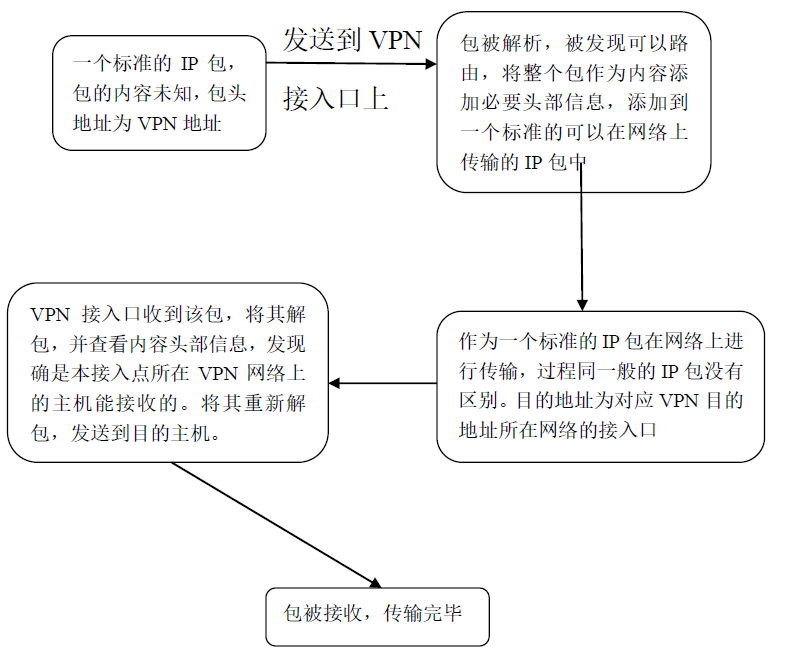 一个标准的 IP 包，
包的内容未知，包头
地址为 VPN 地址
发送到 VPN
接入口上
包被解析，被发现可以路
由，将整个包作为内容添
加必要头部信息，添加到
一个标准的可以在网络上
传输的 IP 包中
作为一个标准的 IP 包在网络上进
行传输，过程同一般的 IP 包没有
区别。目的地址为对应 VPN 目的
地址所在网络的接入口
VPN 接入口收到该包，将其解
包，并查看内容头部信息，发现
确是本接入点所在 VPN 网络上
的主机能接收的。将其重新解
包，发送到目的主机。
包被接收，传输完毕